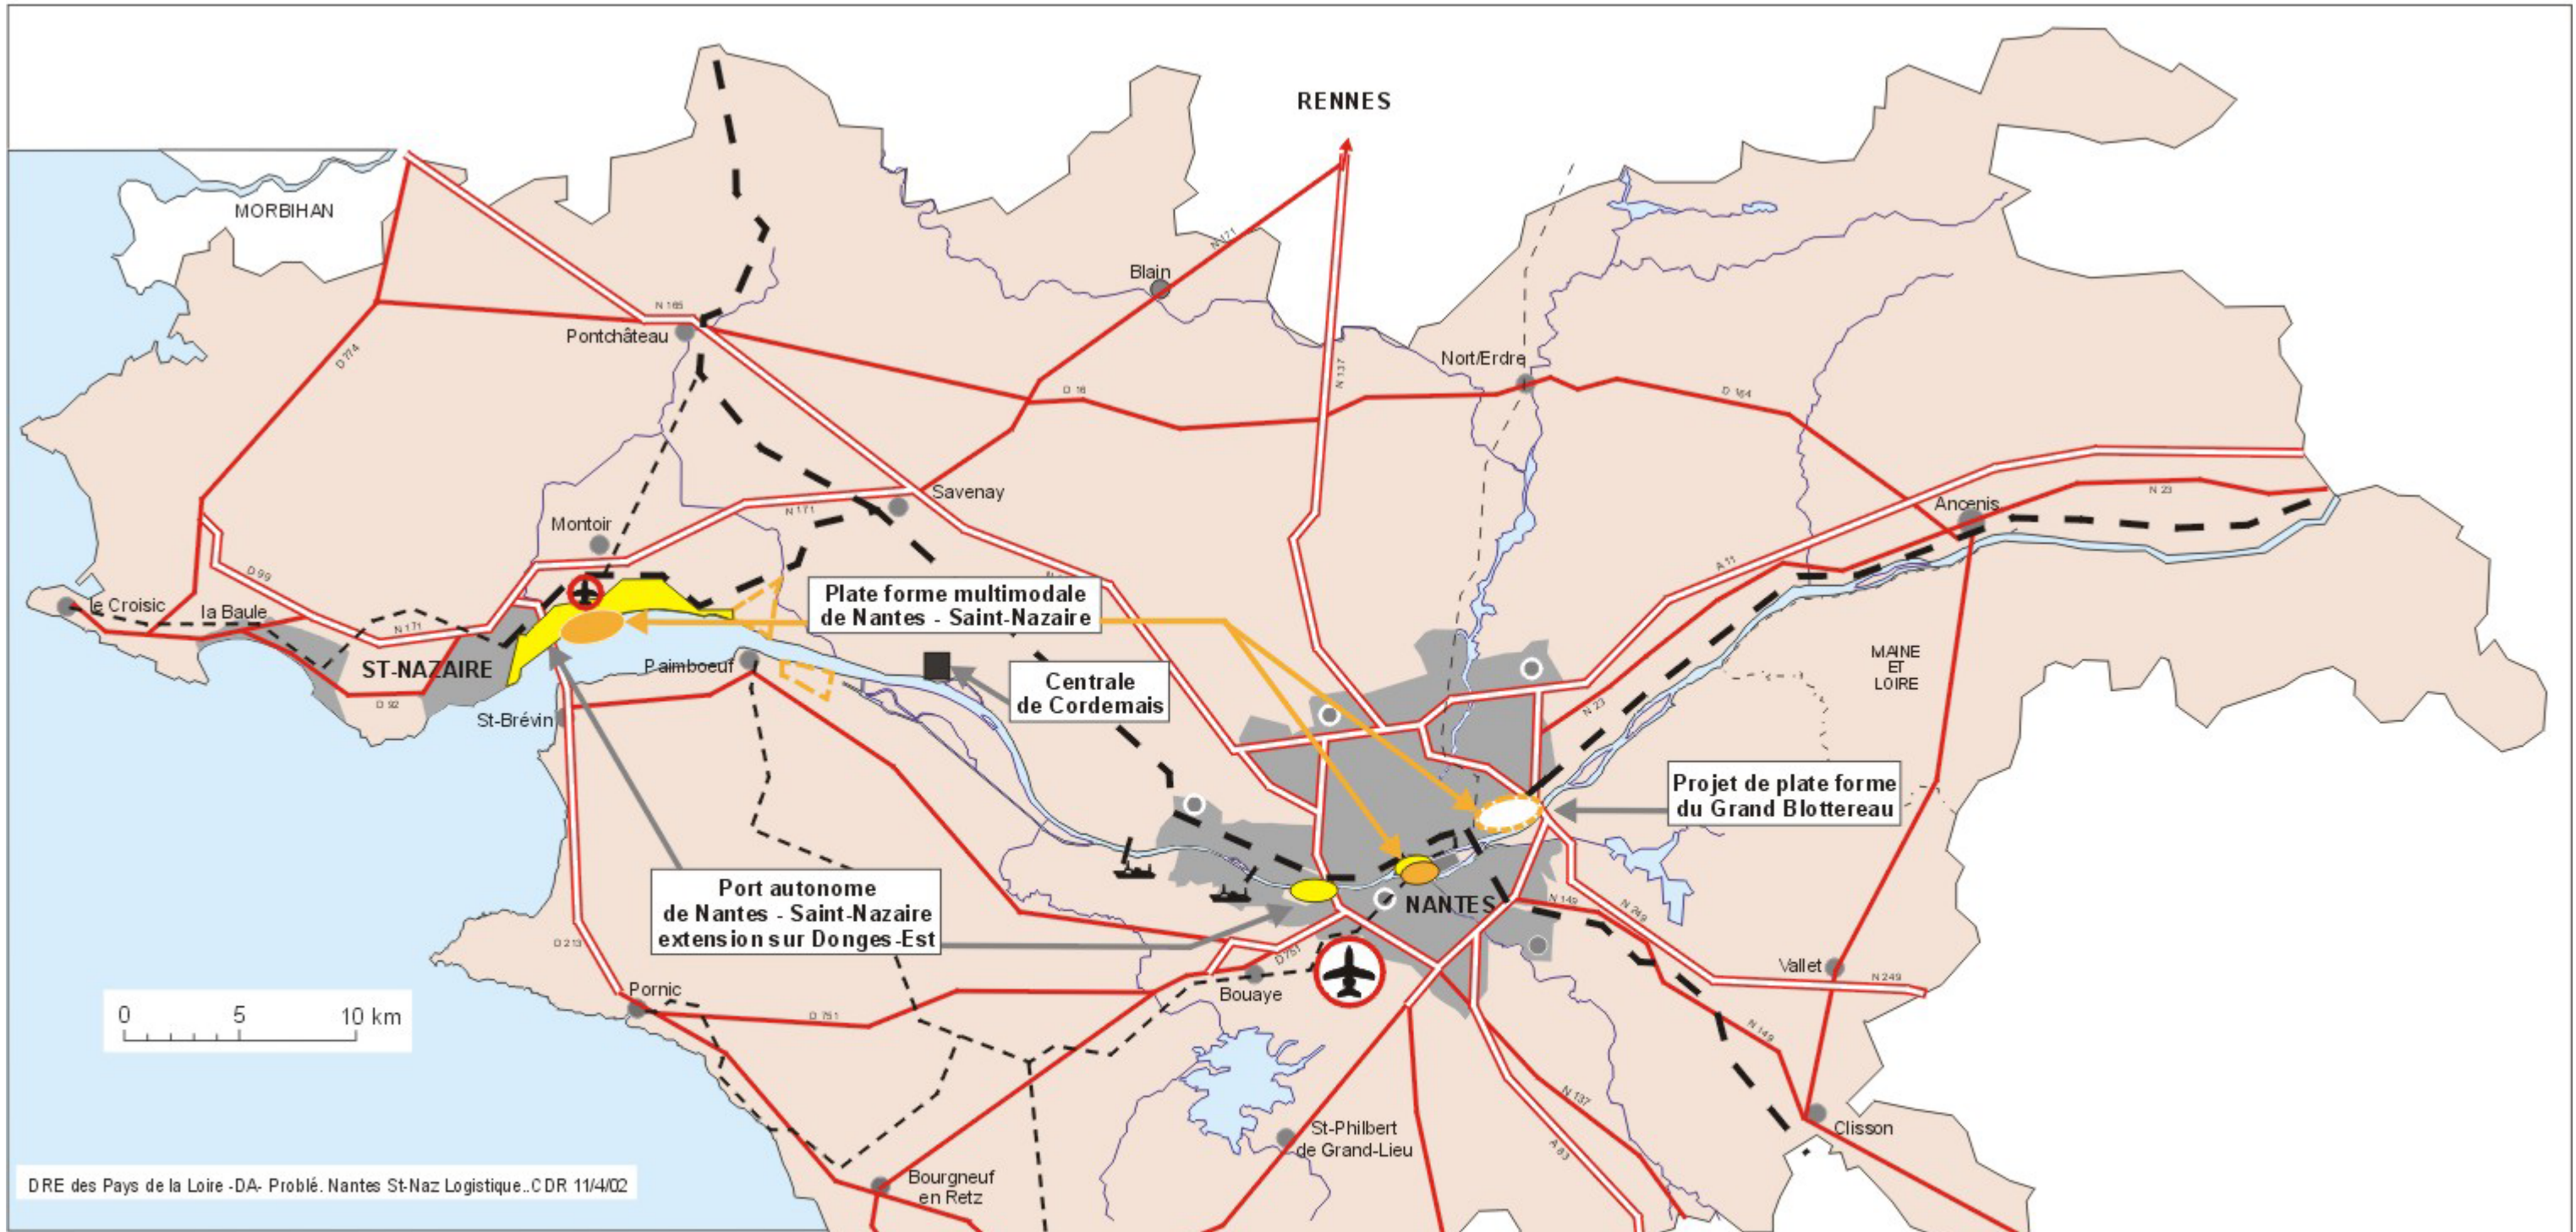 RENNES
MORBIHAN
N 171
Blain
N 165
Pontchâteau
D 774
N 137
Nort/Erdre
D 16
D 164
Savenay
N 171
Montoir
Ancenis
N 23
A 11
D 99
le Croisic
la Baule
N 171
ST-NAZAIRE
D 92
Plate forme multimodale
de Nantes - Saint-Nazaire
Paimboeuf
St-Brévin
Centrale
de Cordemais
MAINE
ET
LOIRE
N 23
Projet de plate forme
du Grand Blottereau
Port autonome
de Nantes - Saint-Nazaire
extension sur Donges-Est
NANTES
N 149
N 249
D 213
D751
Bouaye
Vallet
N 249
Pornic
D 751
0 5 10 km
N 149
N 137
A 83
St-Philbert
de Grand-Lieu
Clisson
Bourgneuf
en Retz
DRE des Pays de la Loire -DA- Problé. Nantes St-Naz Logistique..CDR 11/4/02